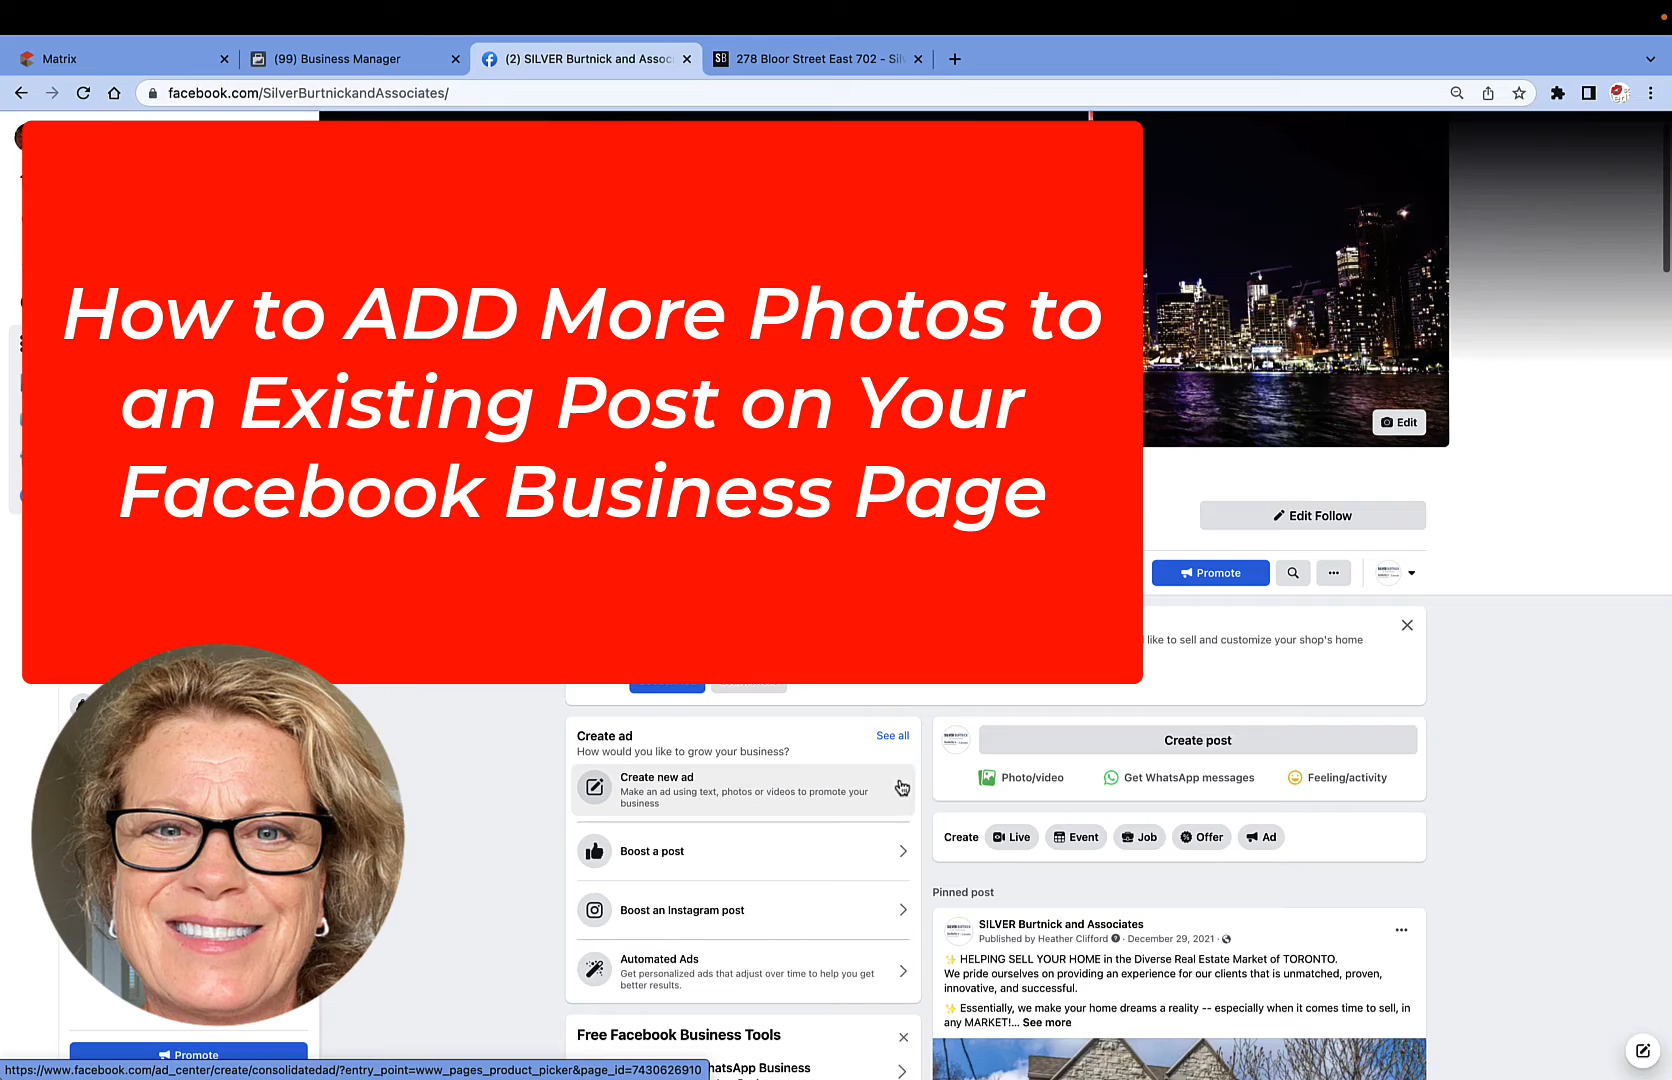 Matrix
(99) Business Manager
(2) SILVER Burtnick and Assoc
278 Bloor Street East 702 - Sil
facebook.com/SilverBurtnickandAssociates/
How to ADD More Photos to
an Existing Post on Your
Facebook Business Page
Edit
Edit Follow
Promote
like to sell and customize your shop's home
Create ad
See all
How would you like to grow your business?
Create new ad
Make an ad using text, photos or videos to promote your
business
Boost a post
Boost an Instagram post
Automated Ads
Get personalized ads that adjust over time to help you get
better results.
Free Facebook Business Tools
hatsApp Business
Create post
Photo/video
Get WhatsApp messages
Feeling/activity
Create
Live
Event
Job
Offer
Ad
Pinned post
SILVER Burtnick and Associates
Published by Heather Clifford · December 29, 2021 ·
✨ HELPING SELL YOUR HOME in the Diverse Real Estate Market of TORONTO.
We pride ourselves on providing an experience for our clients that is unmatched, proven,
innovative, and successful.
✨ Essentially, we make your home dreams a reality -- especially when it comes time to sell, in
any MARKET!... See more
Promote
https://www.facebook.com/ad_center/create/consolidatedad/?entry_point=www_pages_product_picker&page_id=7430626910